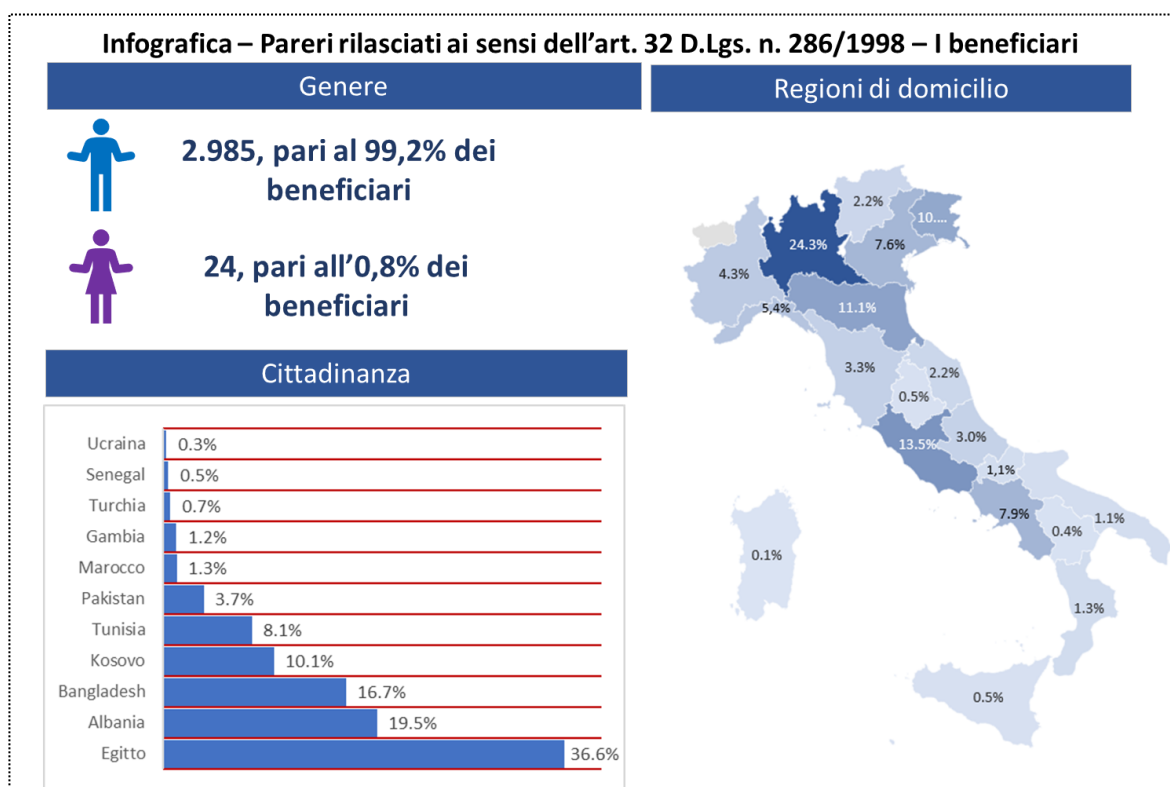 Infografica – Pareri rilasciati ai sensi dell'art. 32 D.Lgs. n. 286/1998 – I beneficiari
Genere
2.985, pari al 99,2% dei
beneficiari
24, pari all'0,8% dei
beneficiari
Cittadinanza
Ucraina 0.3%
Senegal 0.5%
Turchia 0.7%
Gambia 1.2%
Marocco 1.3%
Pakistan 3.7%
Tunisia 8.1%
Kosovo 10.1%
Bangladesh 16.7%
Albania 19.5%
Egitto 36.6%
Regioni di domicilio
2.2%
10....
24.3%
7.6%
4.3%
5,4%
11.1%
3.3%
2.2%
0.5%
13.5%
3.0%
1,1%
7.9%
1.1%
0.4%
0.1%
1.3%
0.5%